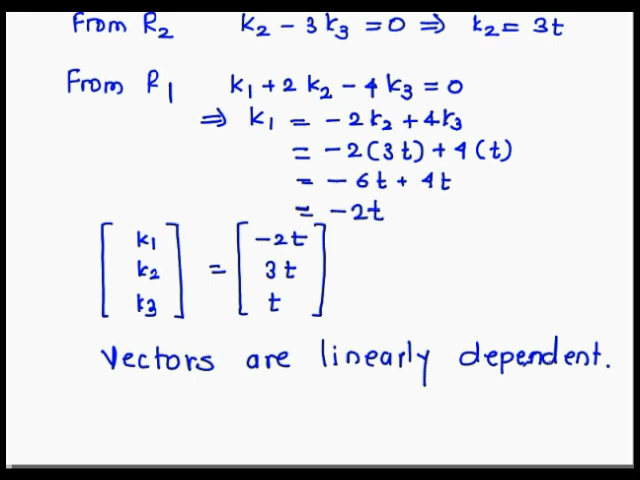 From R2 k2 - 3k3 = 0 ⇒ k2 = 3t
From R1 k1 + 2k2 - 4k3 = 0
⇒ k1 = -2k2 + 4k3
= -2(3t) + 4(t)
= -6t + 4t
= -2t
[k1] = [-2t]
[k2] = [3t]
[k3] = [t]
Vectors are linearly dependent.